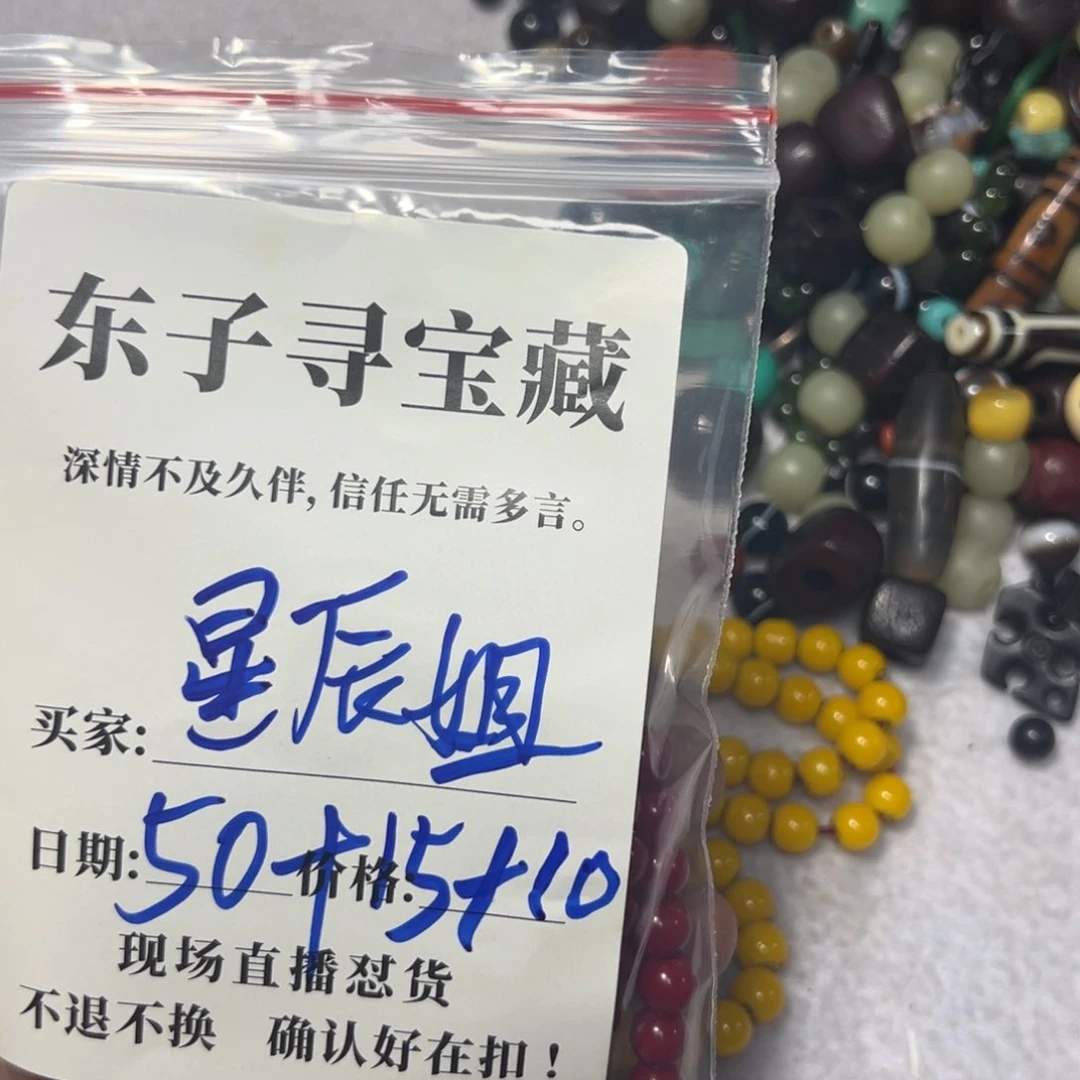 东子寻宝藏
深情不及久伴,信任无需多言。
买家:星辰姐
日期:50+价格:15+10
现场直播怼货
不退不换 确认好在扣!